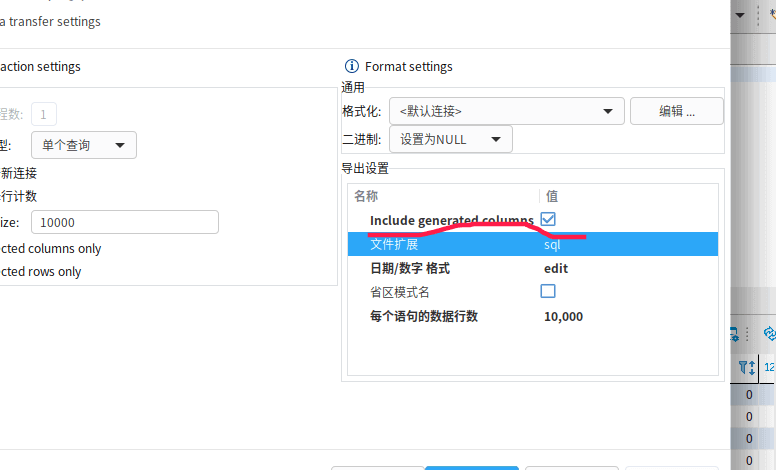 a transfer settings
action settings
Format settings
通用
程数: 1
格式化: <默认连接> 编辑 ...
型: 单个查询
二进制: 设置为NULL
导出设置
新连接
行计数
名称 值
ize: 10000
Include generated columns
ected columns only
文件扩展 sql
ected rows only
日期/数字 格式 edit
省区模式名
每个语句的数据行数 10,000
12
0
0
0
0